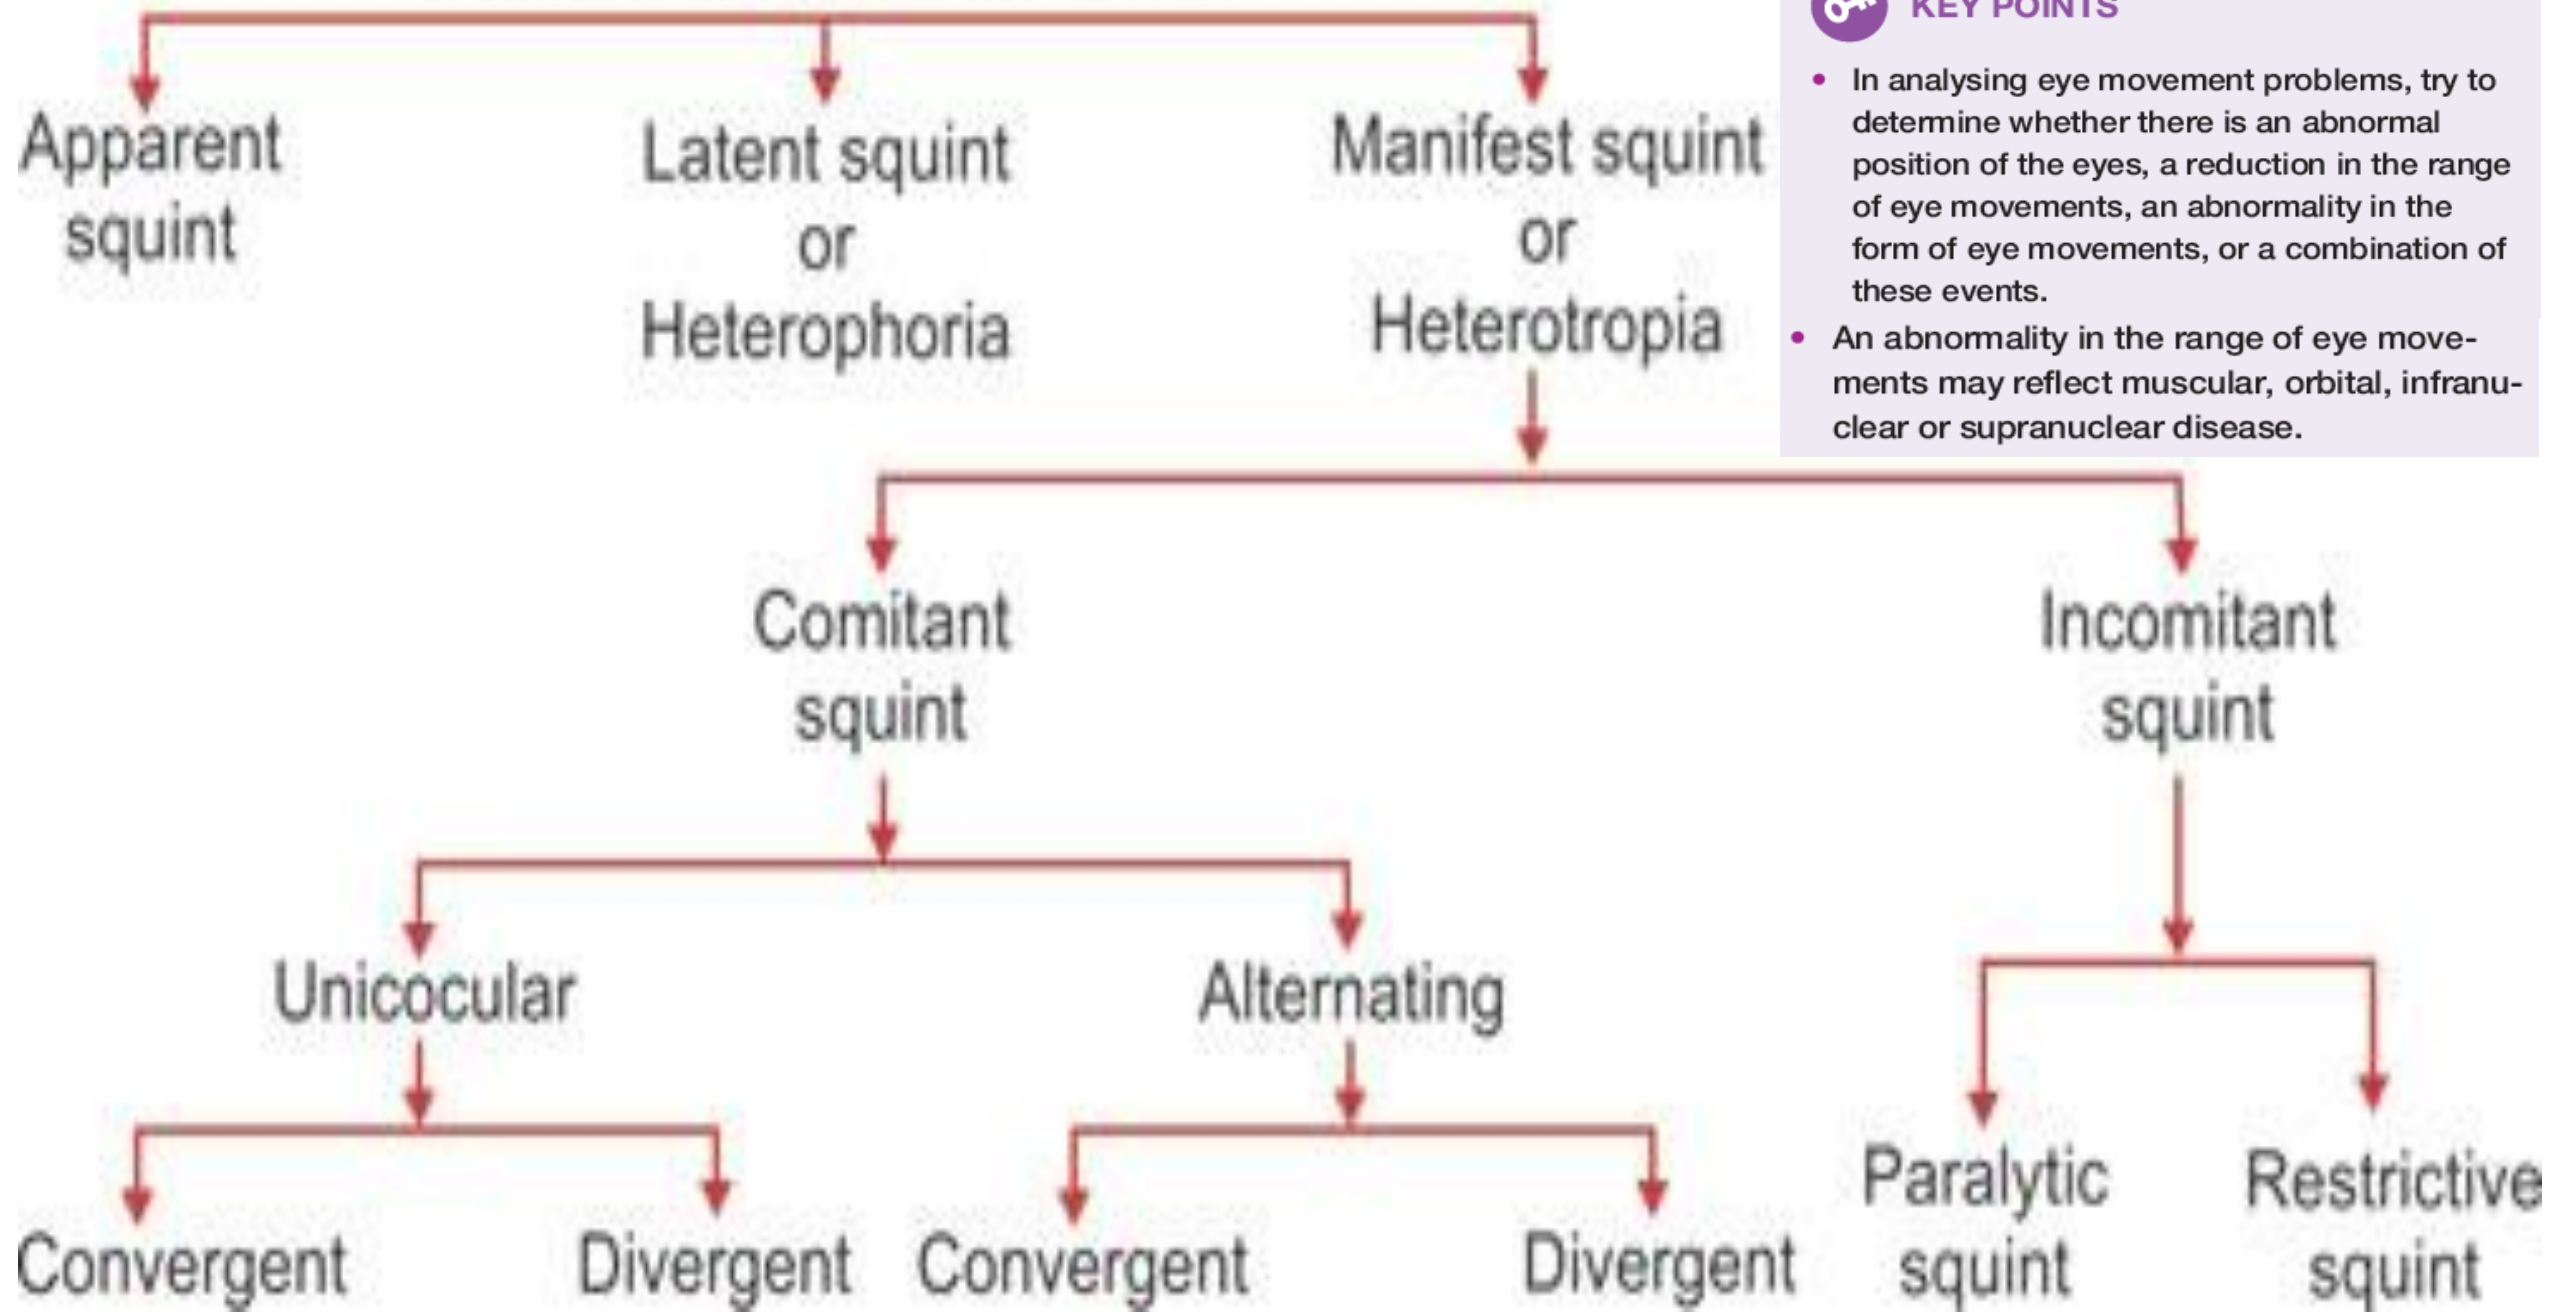 KEY POINTS
• In analysing eye movement problems, try to
determine whether there is an abnormal
position of the eyes, a reduction in the range
of eye movements, an abnormality in the
form of eye movements, or a combination of
these events.
• An abnormality in the range of eye move-
ments may reflect muscular, orbital, infranu-
clear or supranuclear disease.
Apparent
squint
Latent squint
or
Heterophoria
Manifest squint
or
Heterotropia
Comitant
squint
Incomitant
squint
Unicocular
Alternating
Convergent
Divergent
Convergent
Divergent
Paralytic
squint
Restrictive
squint